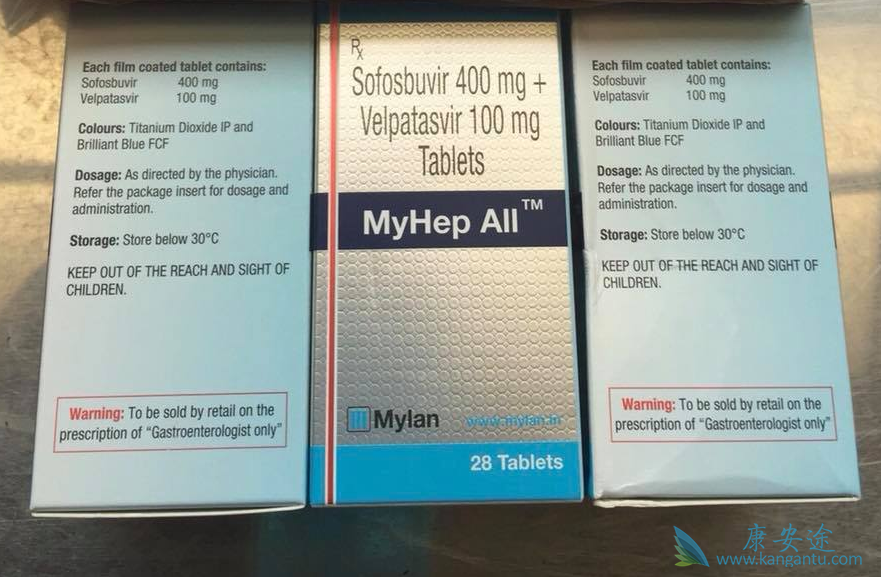 Each film coated tablet contains:
Sofosbuvir 400 mg
Velpatasvir 100 mg
Colours: Titanium Dioxide IP and
Brilliant Blue FCF
Dosage: As directed by the physician.
Refer the package insert for dosage and
administration.
Storage: Store below 30°C
KEEP OUT OF THE REACH AND SIGHT OF
CHILDREN.
Warning: To be sold by retail on the
prescription of “Gastroenterologist only”
Rx
Sofosbuvir 400 mg +
Velpatasvir 100 mg
Tablets
MyHep All™
Mylan
www.mylan.in
28 Tablets
Each film coated tablet contains:
Sofosbuvir 400 mg
Velpatasvir 100 mg
Colours: Titanium Dioxide IP and
Brilliant Blue FCF
Dosage: As directed by the physician.
Refer the package insert for dosage and
administration.
Storage: Store below 30°C
KEEP OUT OF THE REACH AND SIGHT OF
CHILDREN.
Warning: To be sold by retail on the
prescription of “Gastroenterologist only”
康安途
www.kangantu.com